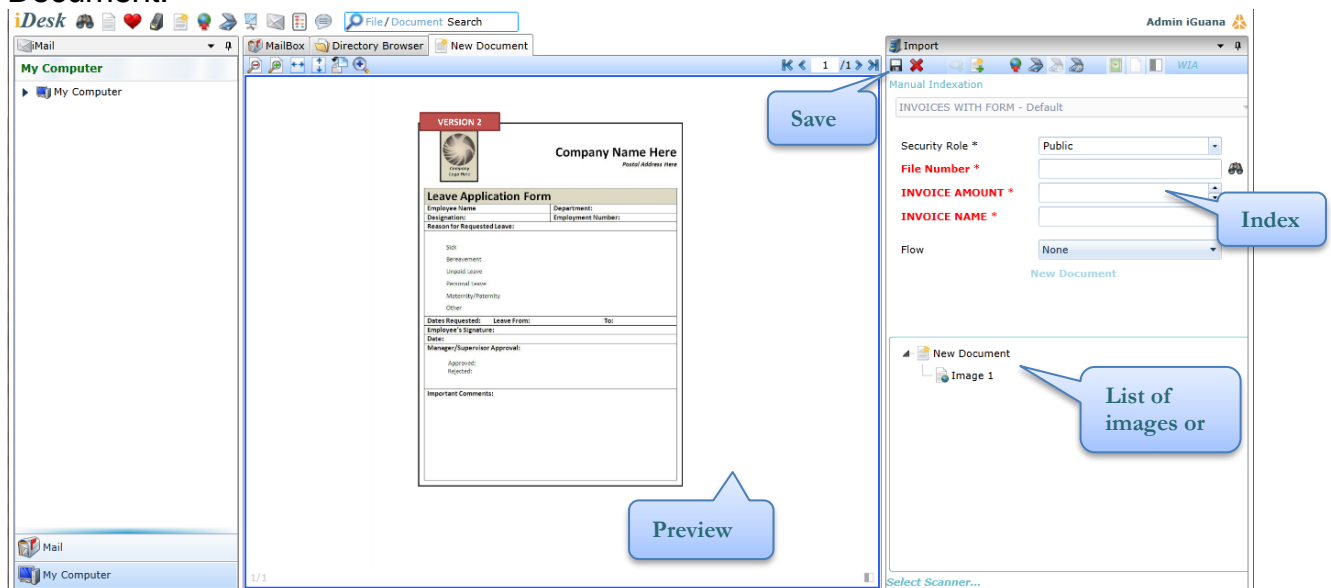 Document.
iDesk
File/Document Search
Admin iGuana
iMail
MailBox
Directory Browser
New Document
Import
My Computer
1 /1
WIA
Manual Indexation
My Computer
INVOICES WITH FORM - Default
Save
VERSION 2
Company Name Here
Postal Address Here
Company
Logo Here
Security Role *
Public
File Number *
INVOICE AMOUNT *
INVOICE NAME *
Index
Flow
None
New Document
Leave Application Form
Employee Name
Department:
Designation:
Employment Number:
Reason for Requested Leave:
Sick
Bereavement
Unpaid Leave
Personal Leave
Maternity/Paternity
Other
Dates Requested: Leave From: To:
Employee's Signature:
Date:
Manager/Supervisor Approval:
Approved:
Rejected:
Important Comments:
New Document
Image 1
List of
images or
Preview
Mail
My Computer
1/1
Select Scanner...